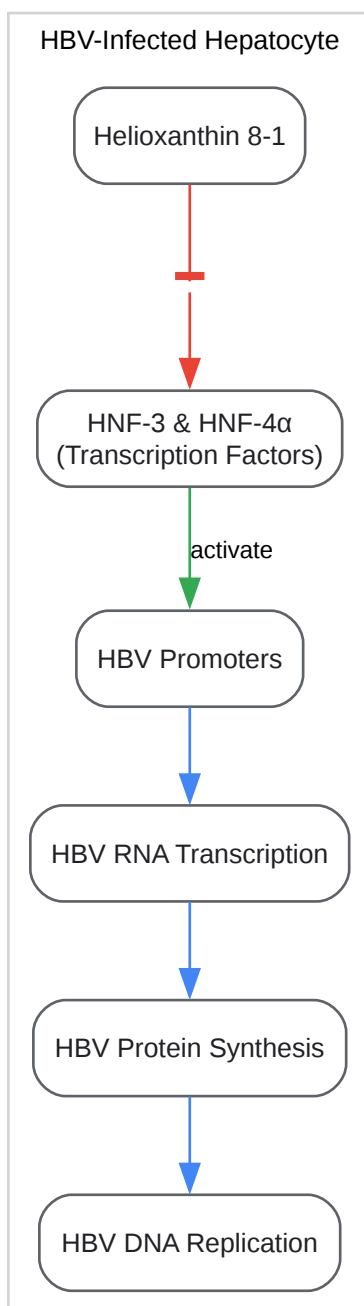 HBV-Infected Hepatocyte
Helioxanthin 8-1
HNF-3 & HNF-4α
(Transcription Factors)
activate
HBV Promoters
HBV RNA Transcription
HBV Protein Synthesis
HBV DNA Replication